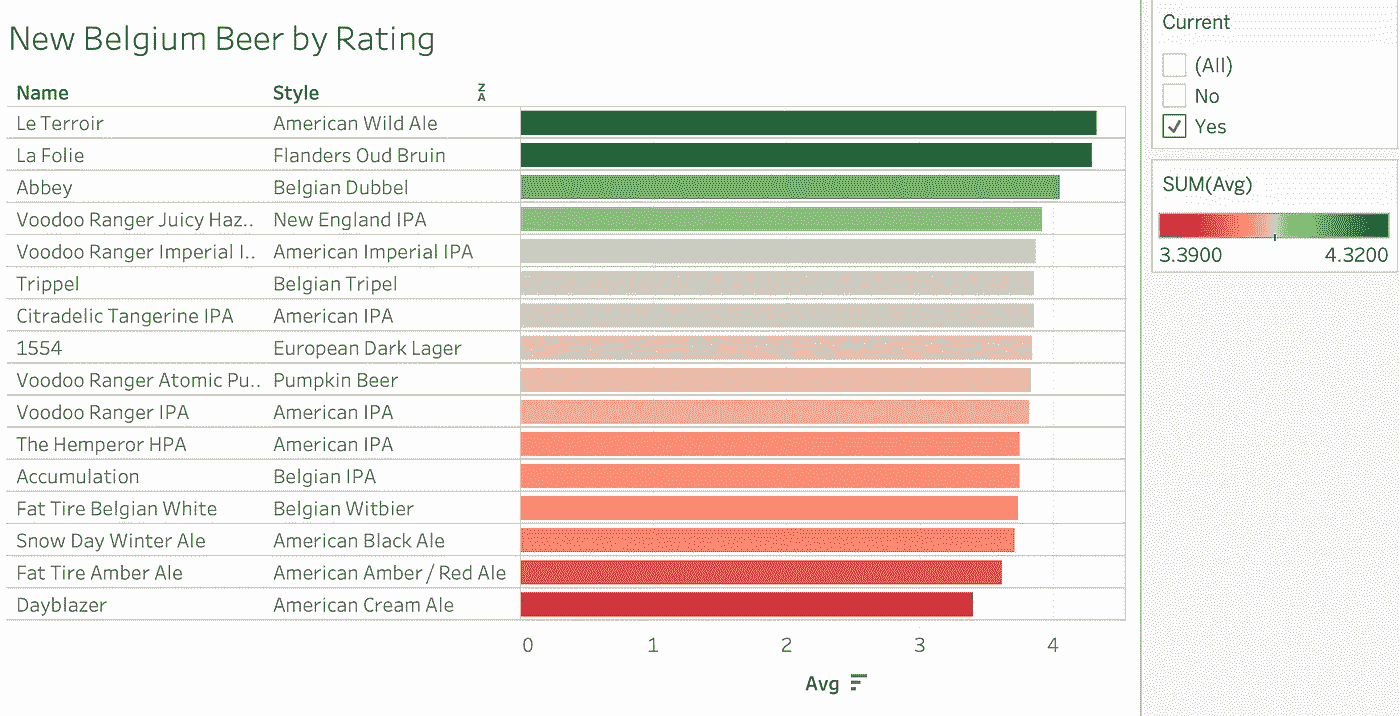 New Belgium Beer by Rating
Name Style Z A
Le Terroir American Wild Ale
La Folie Flanders Oud Bruin
Abbey Belgian Dubbel
Voodoo Ranger Juicy Haz.. New England IPA
Voodoo Ranger Imperial I.. American Imperial IPA
Trippel Belgian Tripel
Citradelic Tangerine IPA American IPA
1554 European Dark Lager
Voodoo Ranger Atomic Pu.. Pumpkin Beer
Voodoo Ranger IPA American IPA
The Hemperor HPA American IPA
Accumulation Belgian IPA
Fat Tire Belgian White Belgian Witbier
Snow Day Winter Ale American Black Ale
Fat Tire Amber Ale American Amber / Red Ale
Dayblazer American Cream Ale
0 1 2 3 4
Avg
Current
(All)
No
Yes
SUM(Avg)
3.3900 4.3200